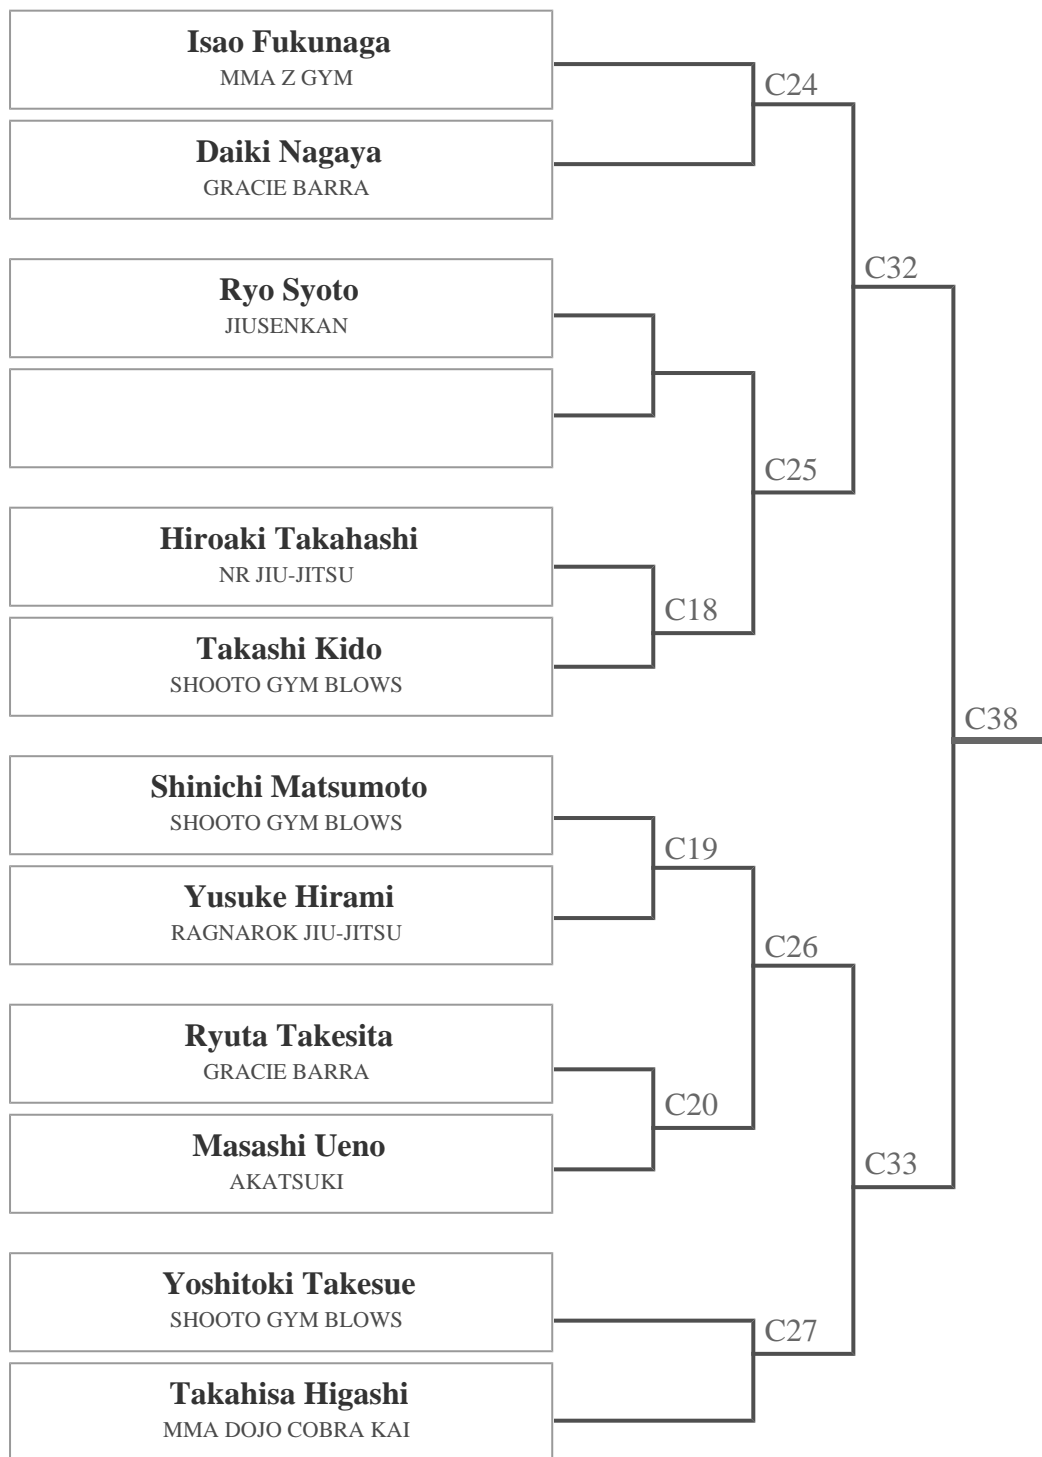 Isao Fukunaga
MMA Z GYM
C24
Daiki Nagaya
GRACIE BARRA
C32
Ryo Syoto
JIUSENKAN
C25
Hiroaki Takahashi
NR JIU-JITSU
C18
Takashi Kido
SHOOTO GYM BLOWS
C38
Shinichi Matsumoto
SHOOTO GYM BLOWS
C19
Yusuke Hirami
RAGNAROK JIU-JITSU
C26
Ryuta Takesita
GRACIE BARRA
C20
Masashi Ueno
AKATSUKI
C33
Yoshitoki Takesue
SHOOTO GYM BLOWS
C27
Takahisa Higashi
MMA DOJO COBRA KAI